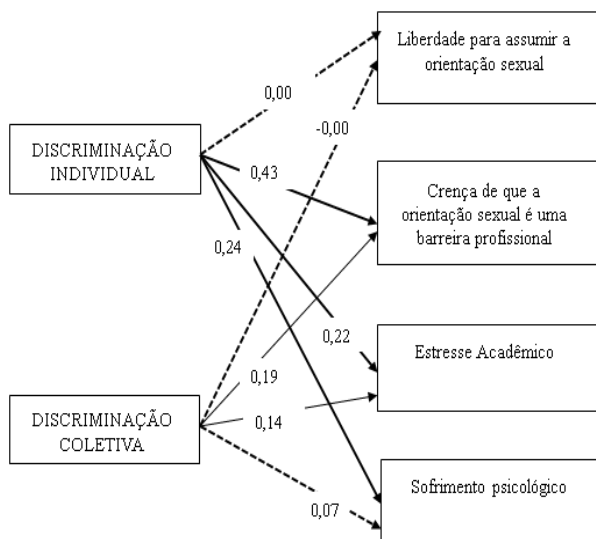 Liberdade para assumir a
orientação sexual
0,00
-0,00
DISCRIMINAÇÃO
INDIVIDUAL
0,43
Crença de que a
orientação sexual é uma
barreira profissional
0,24
0,22
Estresse Acadêmico
0,19
DISCRIMINAÇÃO
COLETIVA
0,14
Sofrimento psicológico
0,07